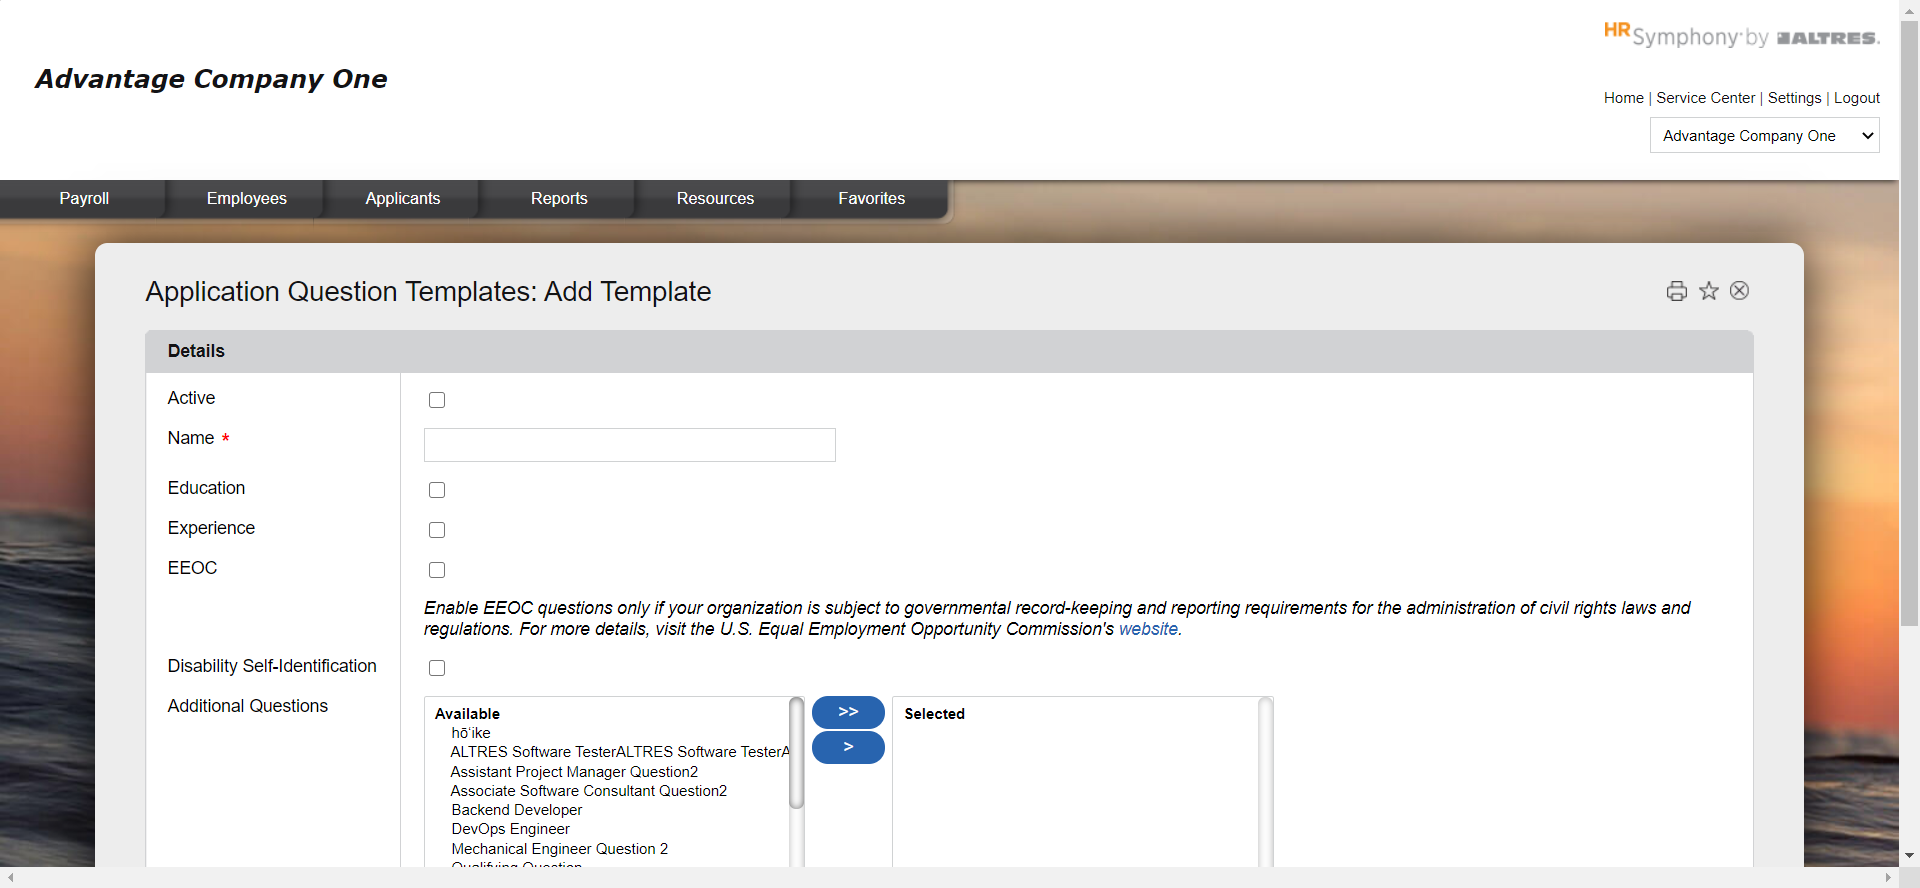 HR Symphony by ALTRES.
Advantage Company One
Home | Service Center | Settings | Logout
Advantage Company One
Payroll Employees Applicants Reports Resources Favorites
Application Question Templates: Add Template
Details
Active
Name *
Education
Experience
EEOC
Enable EEOC questions only if your organization is subject to governmental record-keeping and reporting requirements for the administration of civil rights laws and
regulations. For more details, visit the U.S. Equal Employment Opportunity Commission's website.
Disability Self-Identification
Additional Questions
Available
hō‘ike
ALTRES Software TesterALTRES Software TesterA
Assistant Project Manager Question2
Associate Software Consultant Question2
Backend Developer
DevOps Engineer
Mechanical Engineer Question 2
Qualifying Question
>>
>
Selected